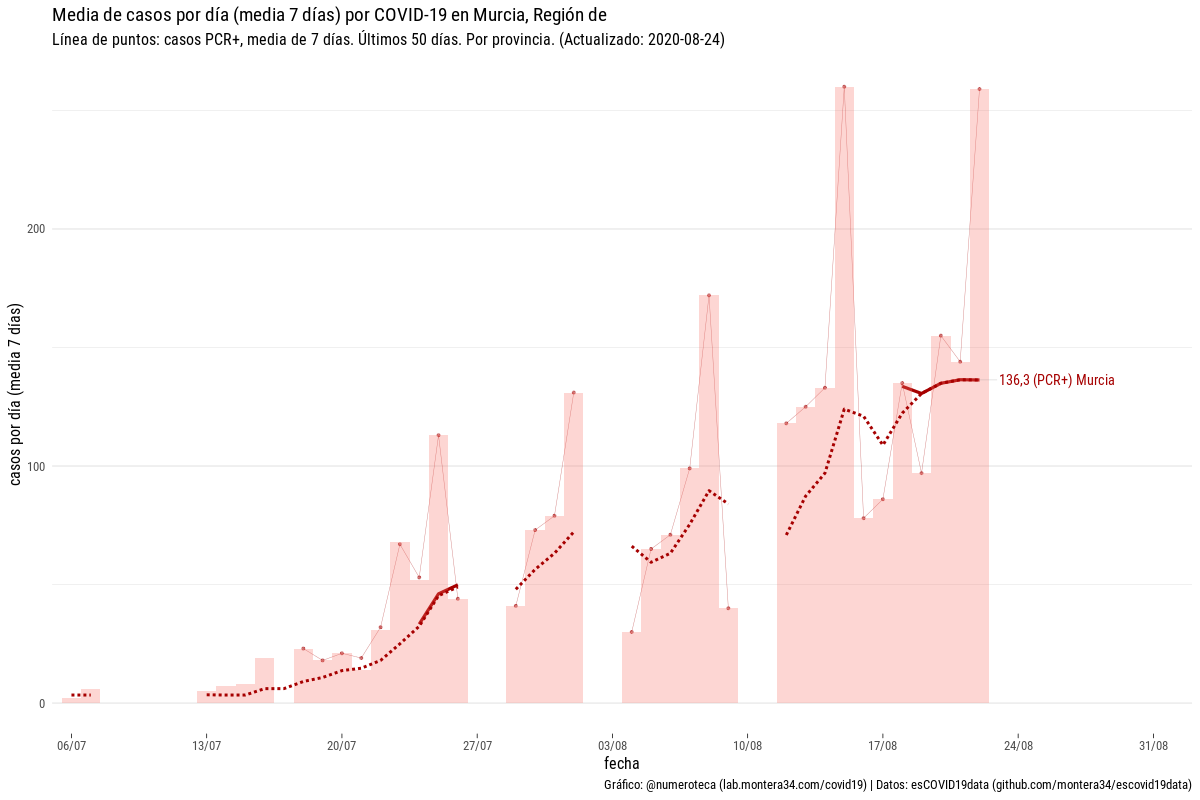 Media de casos por día (media 7 días) por COVID-19 en Murcia, Región de
Línea de puntos: casos PCR+, media de 7 días. Últimos 50 días. Por provincia. (Actualizado: 2020-08-24)
casos por día (media 7 días)
200
100
0
136,3 (PCR+) Murcia
06/07 13/07 20/07 27/07 03/08 10/08 17/08 24/08 31/08
fecha
Gráfico: @numeroteca (lab.montera34.com/covid19) | Datos: esCOVID19data (github.com/montera34/escovid19data)